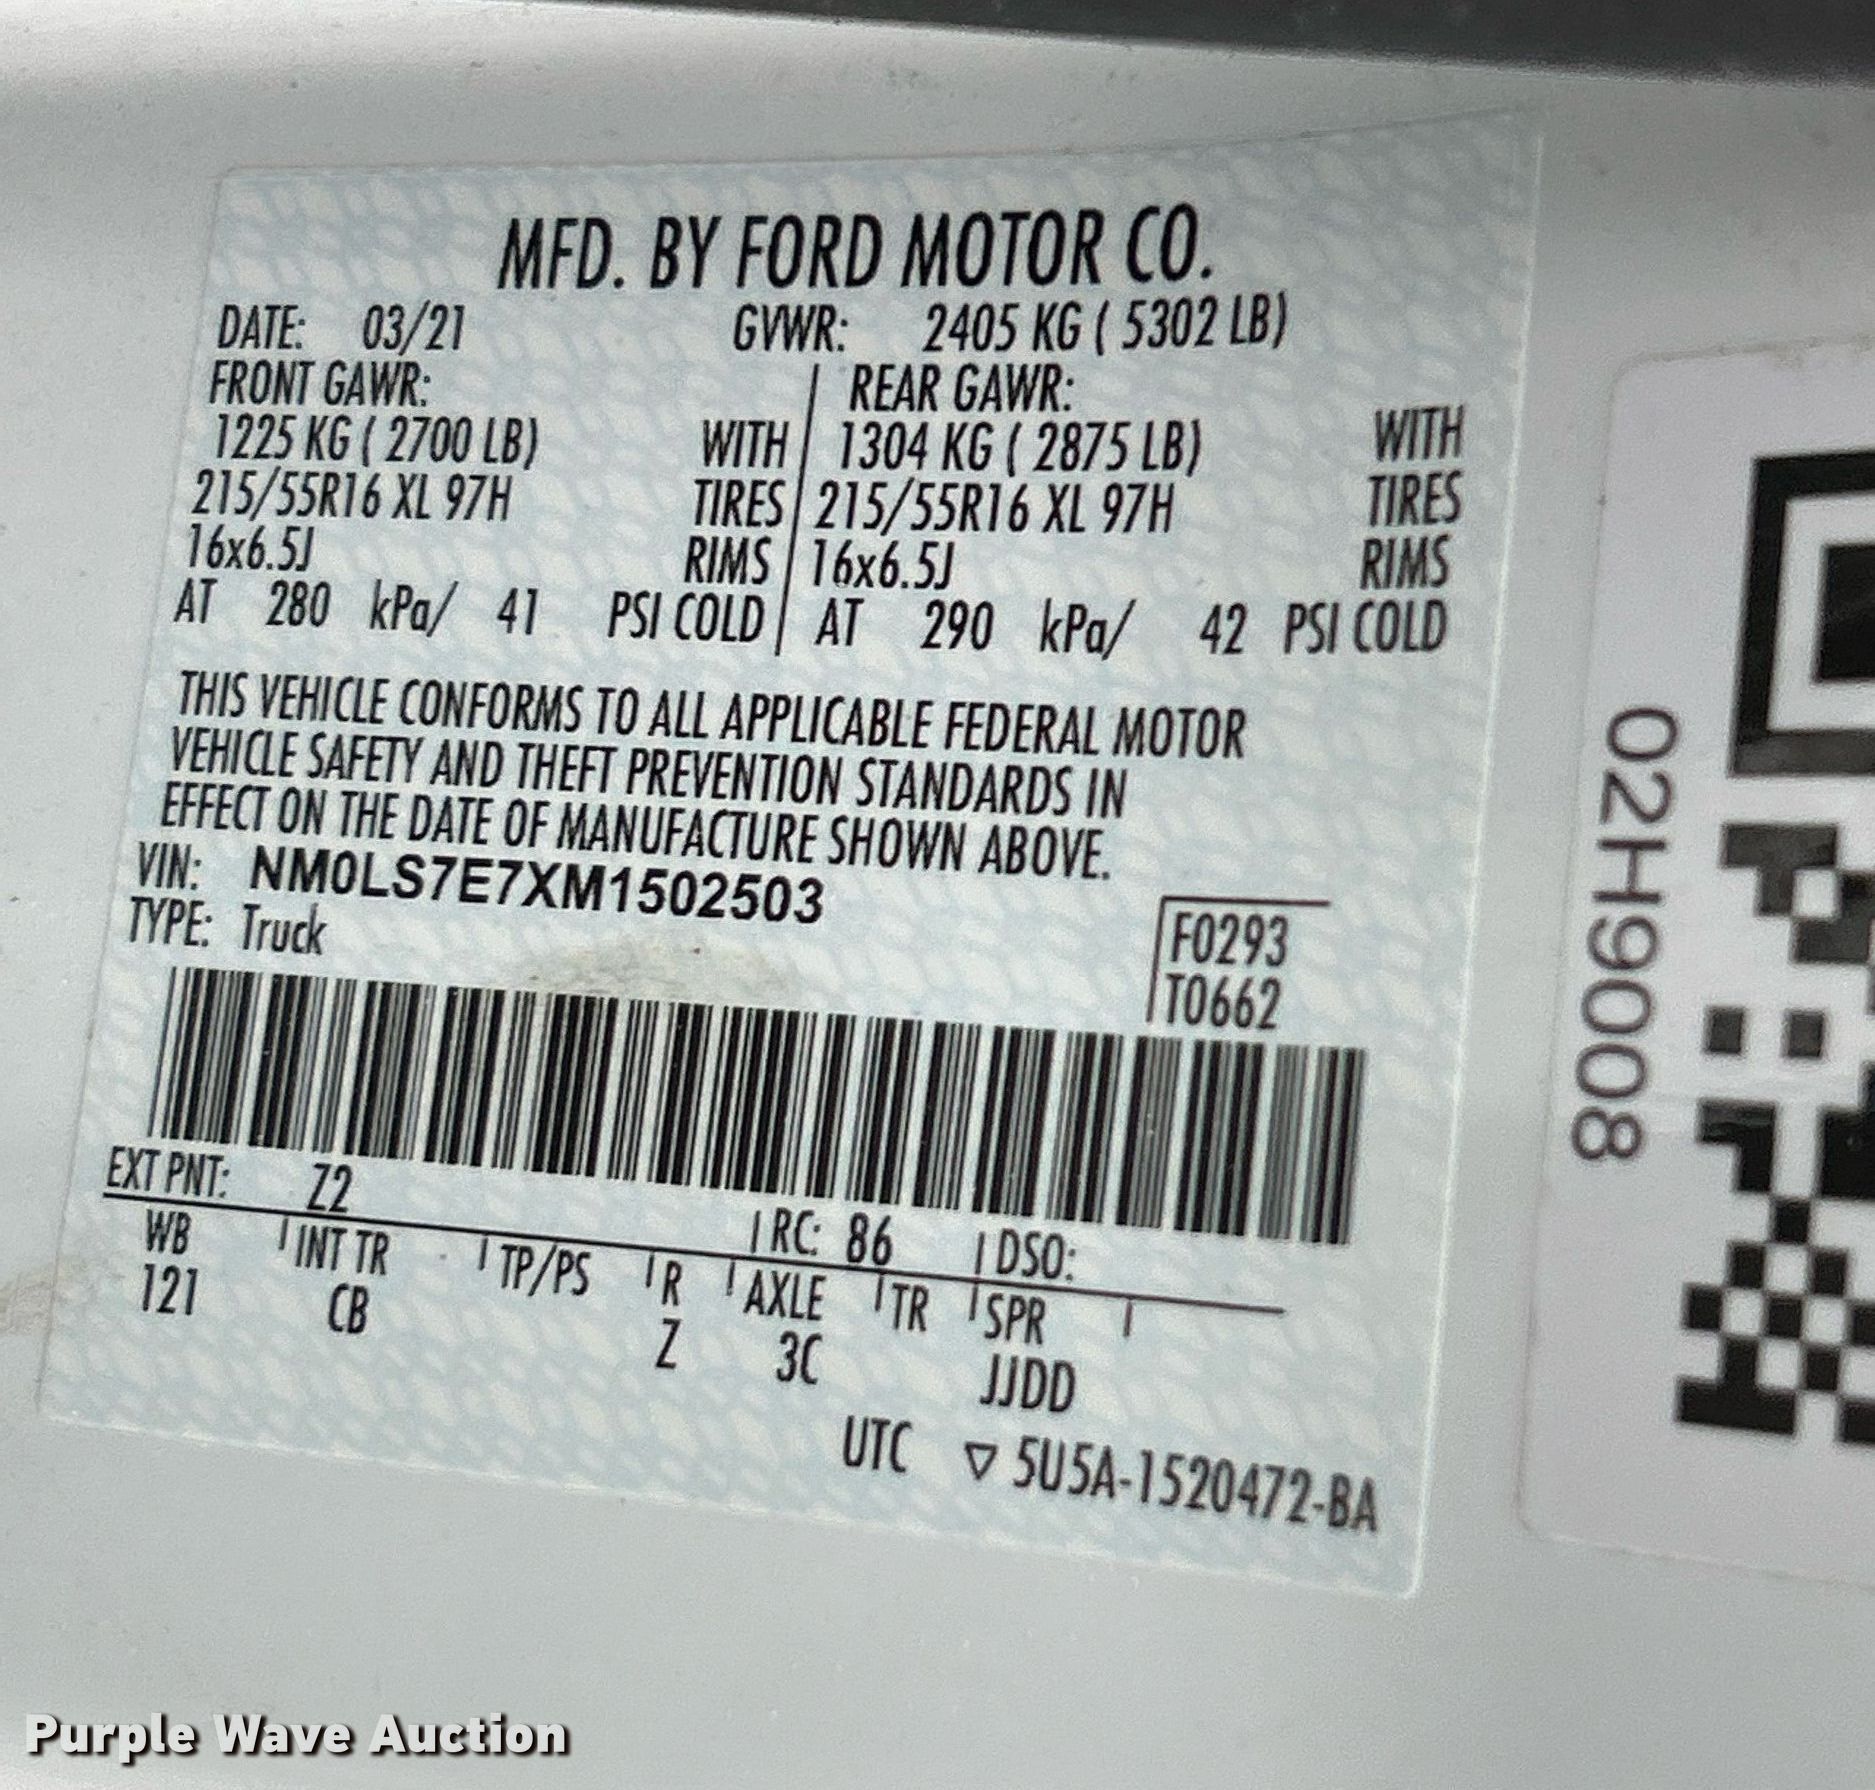 MFD. BY FORD MOTOR CO.
DATE: 03/21 GVWR: 2405 KG ( 5302 LB)
FRONT GAWR: REAR GAWR:
1225 KG ( 2700 LB) WITH 1304 KG ( 2875 LB) WITH
215/55R16 XL 97H TIRES 215/55R16 XL 97H TIRES
16x6.5J RIMS 16x6.5J RIMS
AT 280 kPa/ 41 PSI COLD AT 290 kPa/ 42 PSI COLD
THIS VEHICLE CONFORMS TO ALL APPLICABLE FEDERAL MOTOR
VEHICLE SAFETY AND THEFT PREVENTION STANDARDS IN
EFFECT ON THE DATE OF MANUFACTURE SHOWN ABOVE.
VIN: NM0LS7E7XM1502503
TYPE: Truck
F0293
T0662
EXT PNT: Z2 RC: 86 DSO:
WB INT TR TP/PS R AXLE TR SPR
121 CB Z 3C JJDD
UTC ▽ 5U5A-1520472-BA
02H9008
Purple Wave Auction